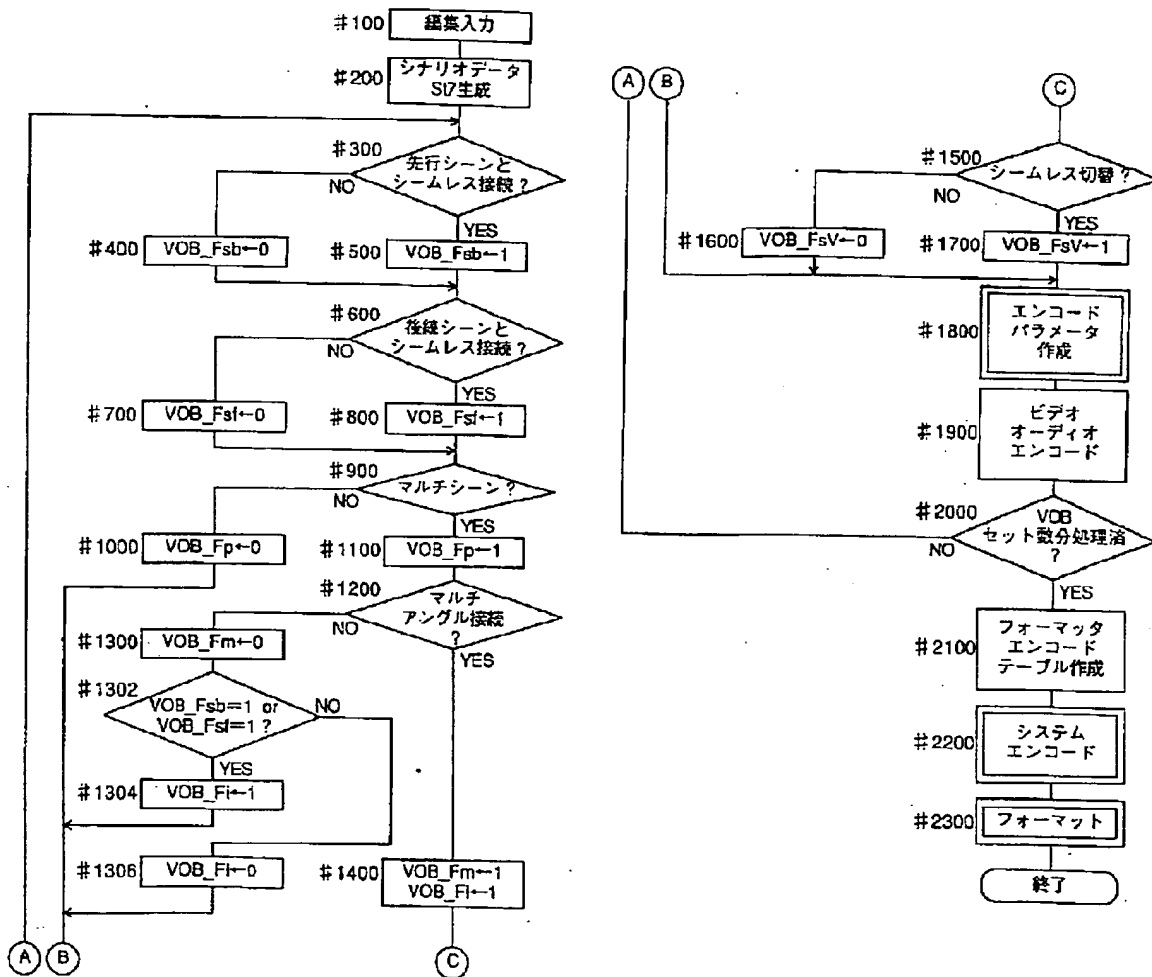 #100
編集入力
#200
シナリオデータ
St7生成
#300
先行シーンと
シームレス接続?
NO
YES
#400
VOB_Fsb←0
#500
VOB_Fsb←1
#600
後続シーンと
シームレス接続?
NO
YES
#700
VOB_Fsf←0
#800
VOB_Fsf←1
#900
マルチシーン?
NO
YES
#1000
VOB_Fp←0
#1100
VOB_Fp←1
#1200
マルチ
アングル接続
?
NO
YES
#1300
VOB_Fm←0
#1302
VOB_Fsb=1 or
VOB_Fsf=1 ?
NO
YES
#1304
VOB_Fi←1
#1306
VOB_Fi←0
#1400
VOB_Fm←1
VOB_Fi←1
A
B
C
A
B
C
#1500
シームレス切替?
NO
YES
#1600
VOB_FsV←0
#1700
VOB_FsV←1
#1800
エンコード
パラメータ
作成
#1900
ビデオ
オーディオ
エンコード
#2000
VOB
セット数分処理済
?
NO
YES
#2100
フォーマッタ
エンコード
テーブル作成
#2200
システム
エンコード
#2300
フォーマット
終了